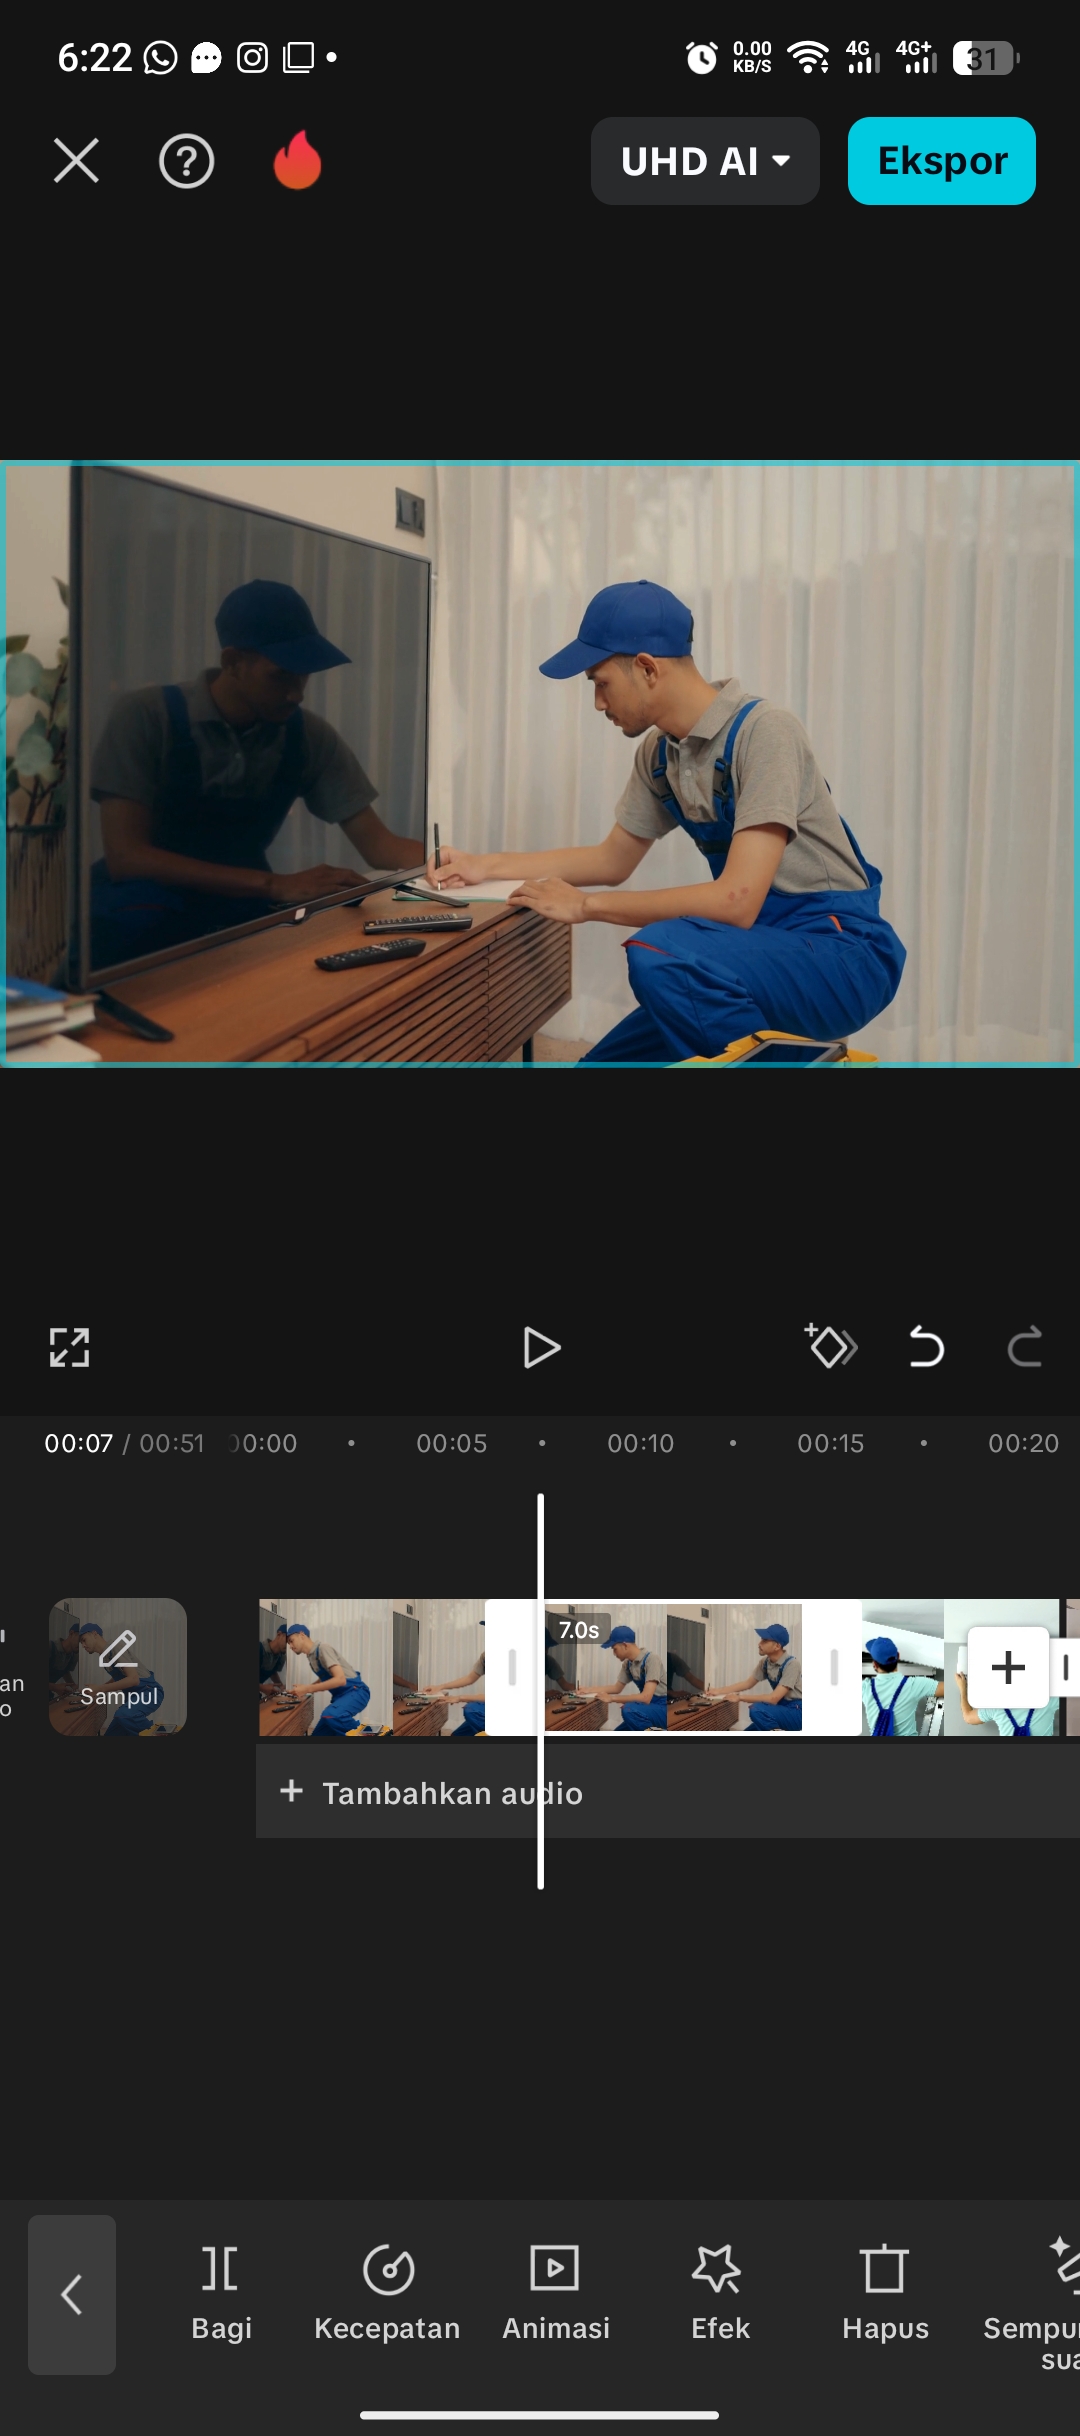 6:22
0.00
KB/S
4G
4G+
31
UHD AI
Ekspor
00:07 / 00:51
00:00
00:05
00:10
00:15
00:20
7.0s
an
o
Sampul
+ Tambahkan audio
Bagi
Kecepatan
Animasi
Efek
Hapus
Sempu
sua